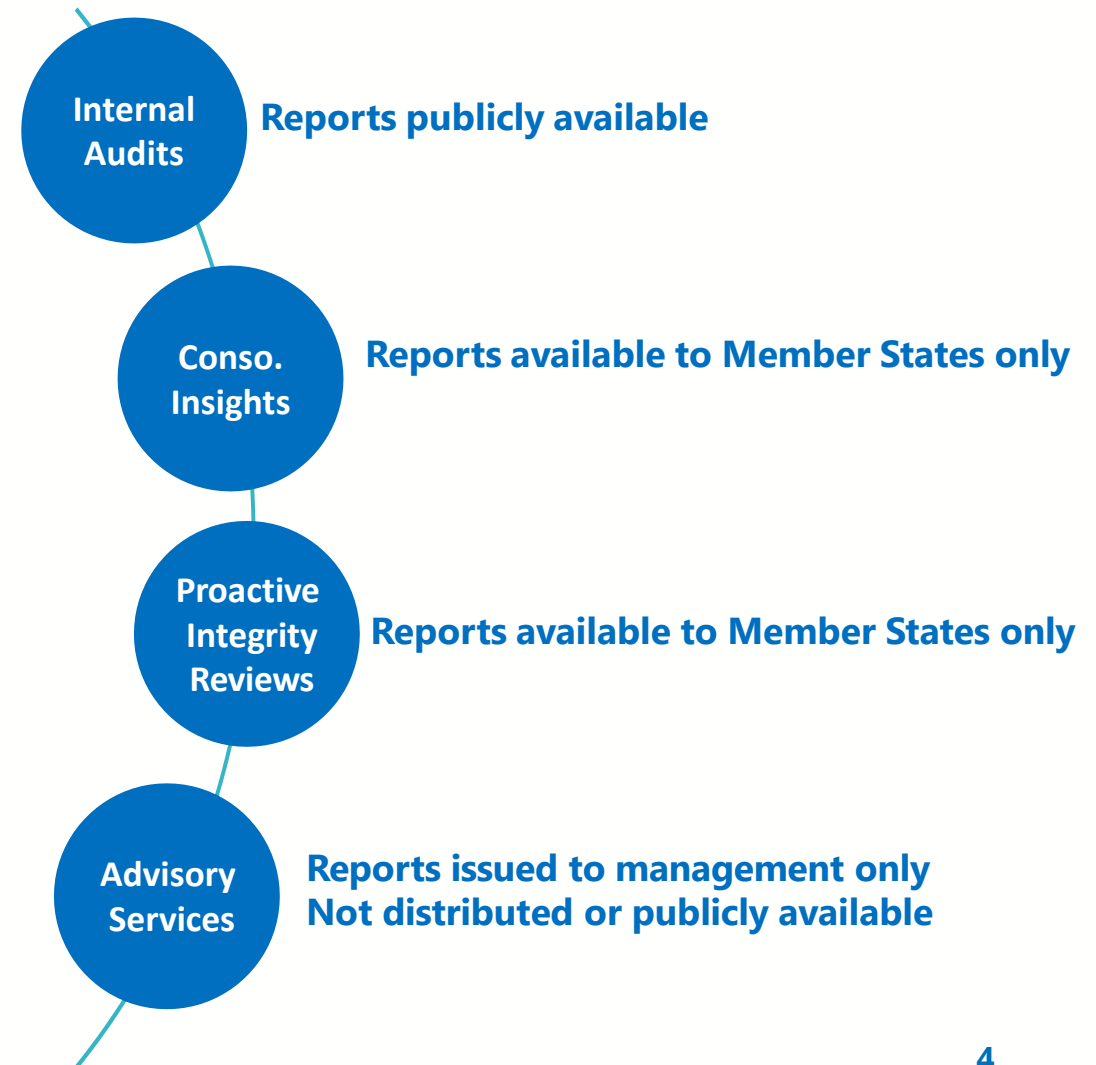 Internal
Audits
Reports publicly available
Conso.
Insights
Reports available to Member States only
Proactive
Integrity
Reviews
Reports available to Member States only
Advisory
Services
Reports issued to management only
Not distributed or publicly available
4